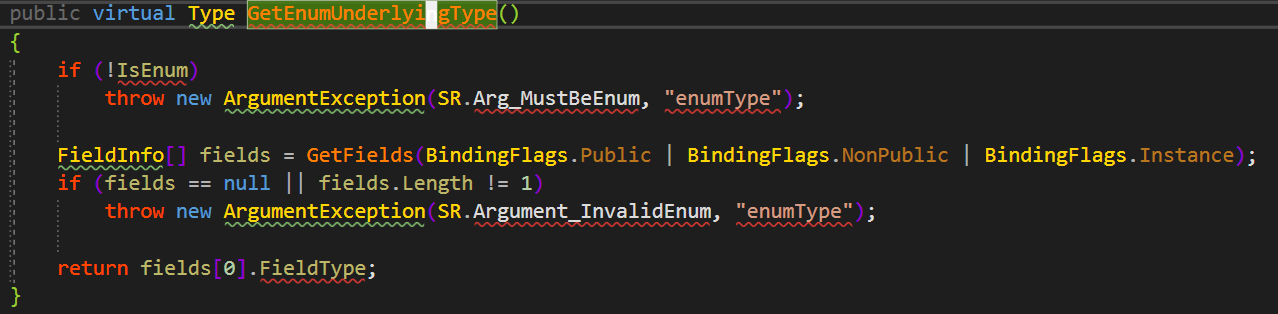 public virtual Type GetEnumUnderlyingType()
{
if (!IsEnum)
throw new ArgumentException(SR.Arg_MustBeEnum, "enumType");
FieldInfo[] fields = GetFields(BindingFlags.Public | BindingFlags.NonPublic | BindingFlags.Instance);
if (fields == null || fields.Length != 1)
throw new ArgumentException(SR.Argument_InvalidEnum, "enumType");
return fields[0].FieldType;
}